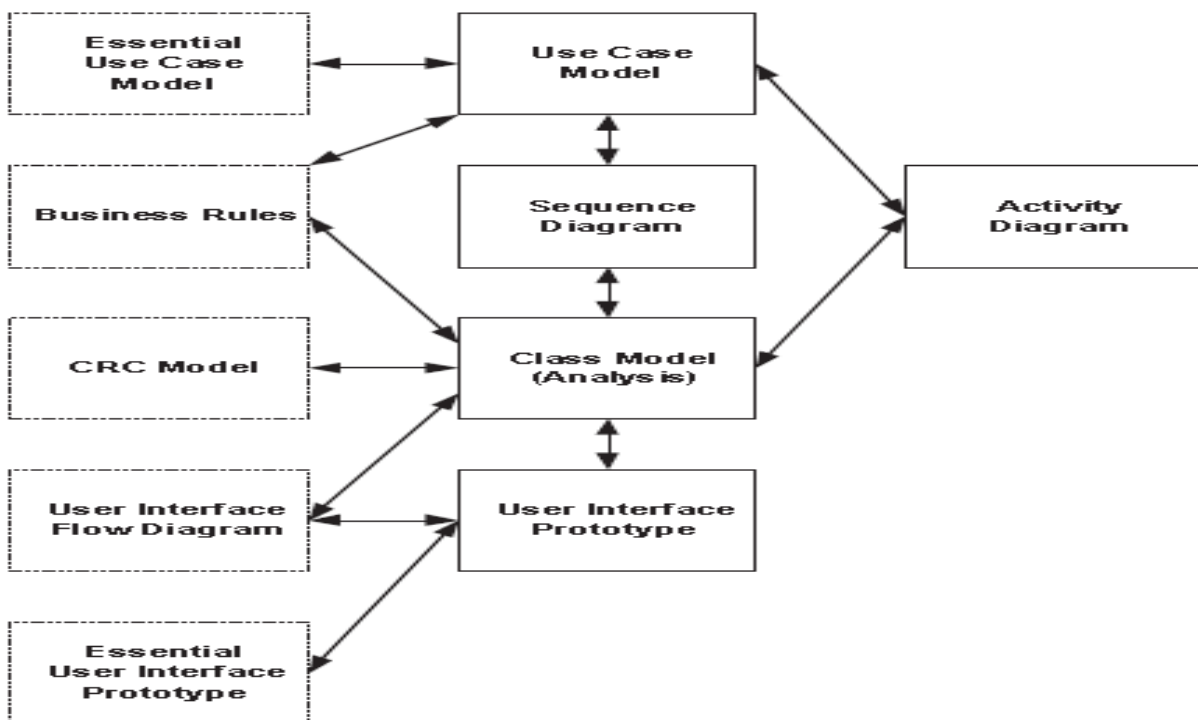 Essential
Use Case
Model
Use Case
Model
Business Rules
Sequence
Diagram
Activity
Diagram
CRC Model
Class Model
(Analysis)
User Interface
Flow Diagram
User Interface
Prototype
Essential
User Interface
Prototype